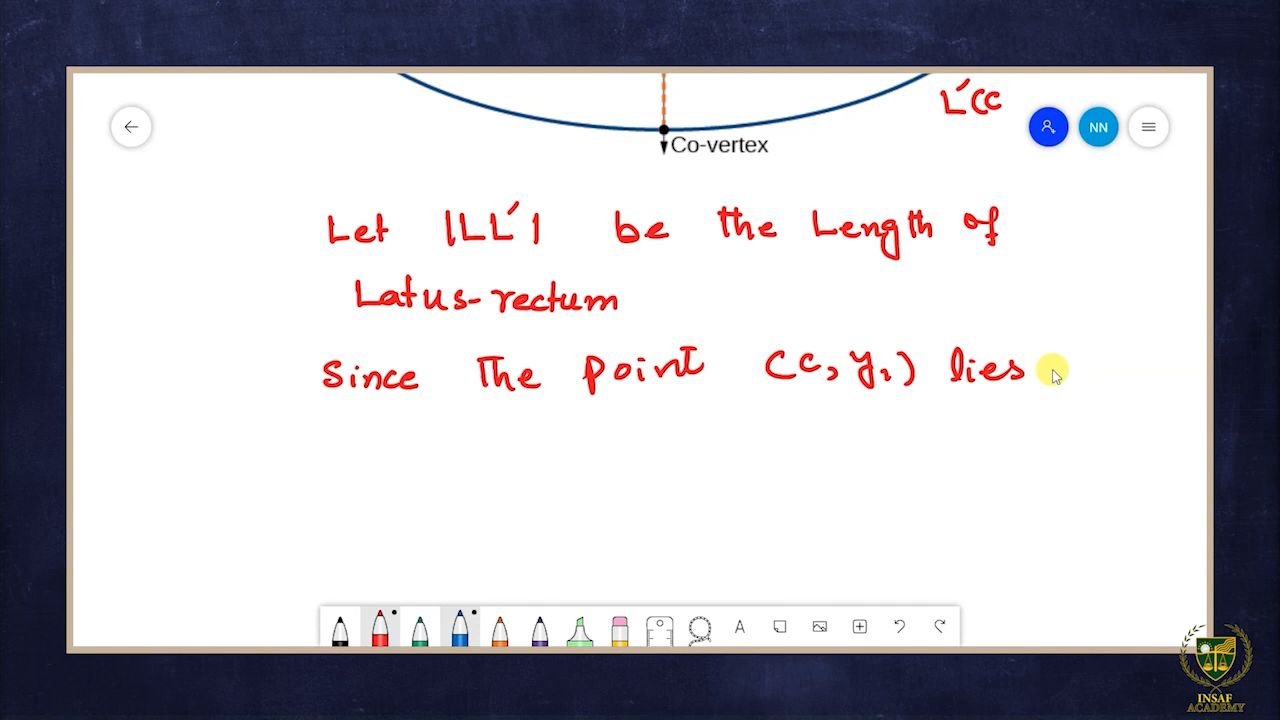 L'(c
NN
Co-vertex
Let |LL'| be the Length of
Latus-rectum
Since The point (c, y₁) lies
A
INSAF
ACADEMY